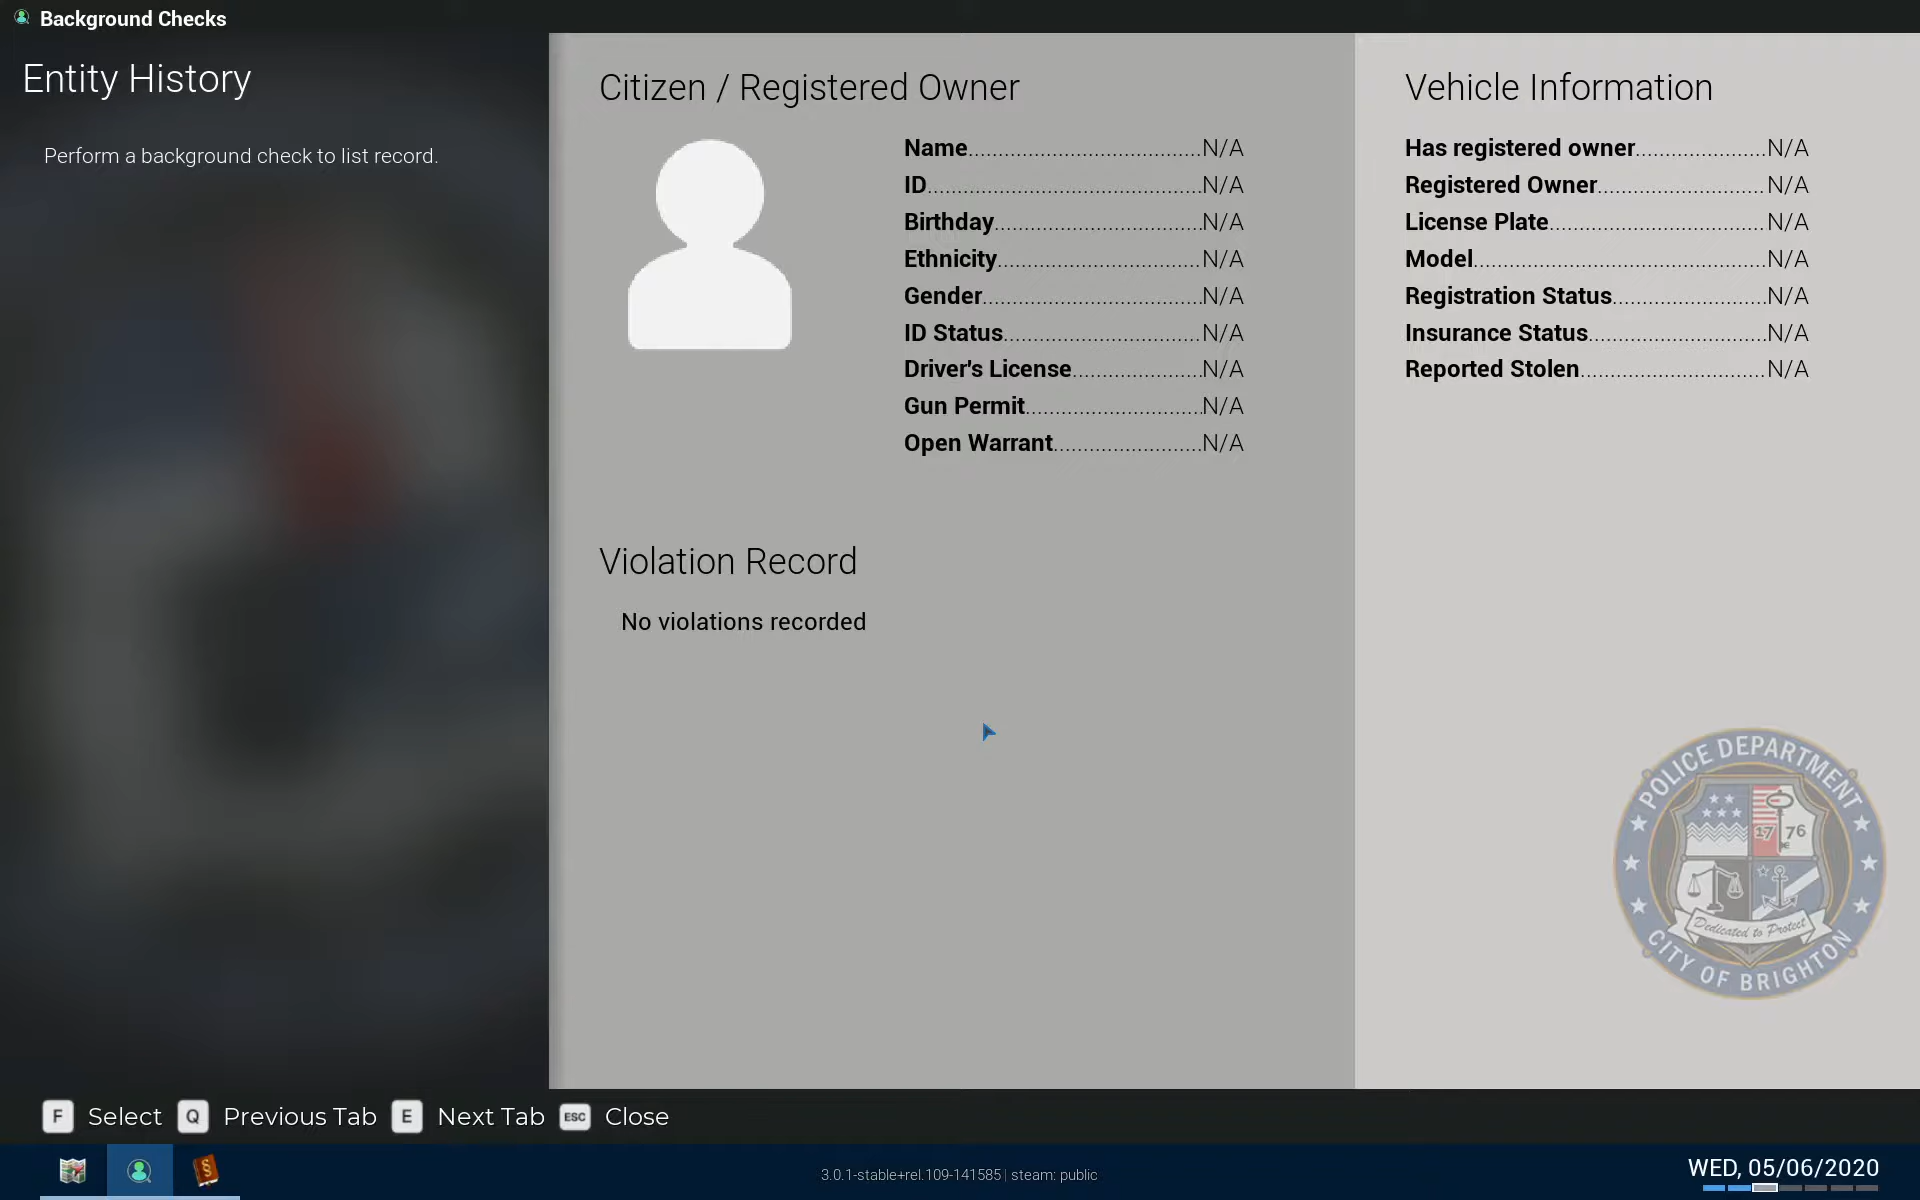 Background Checks
Entity History
Perform a background check to list record.
Citizen / Registered Owner
Name....................................N/A
ID....................................N/A
Birthday....................................N/A
Ethnicity....................................N/A
Gender....................................N/A
ID Status....................................N/A
Driver's License....................................N/A
Gun Permit....................................N/A
Open Warrant....................................N/A
Violation Record
No violations recorded
Vehicle Information
Has registered owner....................................N/A
Registered Owner....................................N/A
License Plate....................................N/A
Model....................................N/A
Registration Status....................................N/A
Insurance Status....................................N/A
Reported Stolen....................................N/A
POLICE DEPARTMENT
17 76
Dedicated to Protect
CITY OF BRIGHTON
F Select Q Previous Tab E Next Tab ESC Close
§
3.0.1-stable+rel.109-141585 | steam: public
WED, 05/06/2020